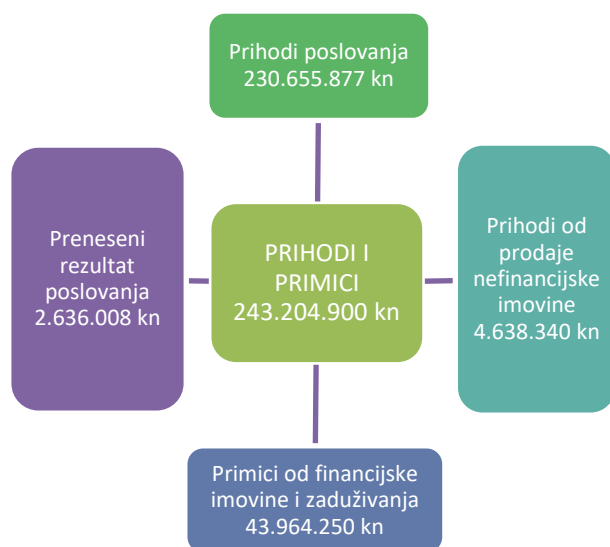 Prihodi poslovanja
230.655.877 kn
Preneseni
rezultat
poslovanja
2.636.008 kn
PRIHODI I
PRIMICI
243.204.900 kn
Prihodi od
prodaje
nefinancijske
imovine
4.638.340 kn
Primici od financijske
imovine i zaduživanja
43.964.250 kn